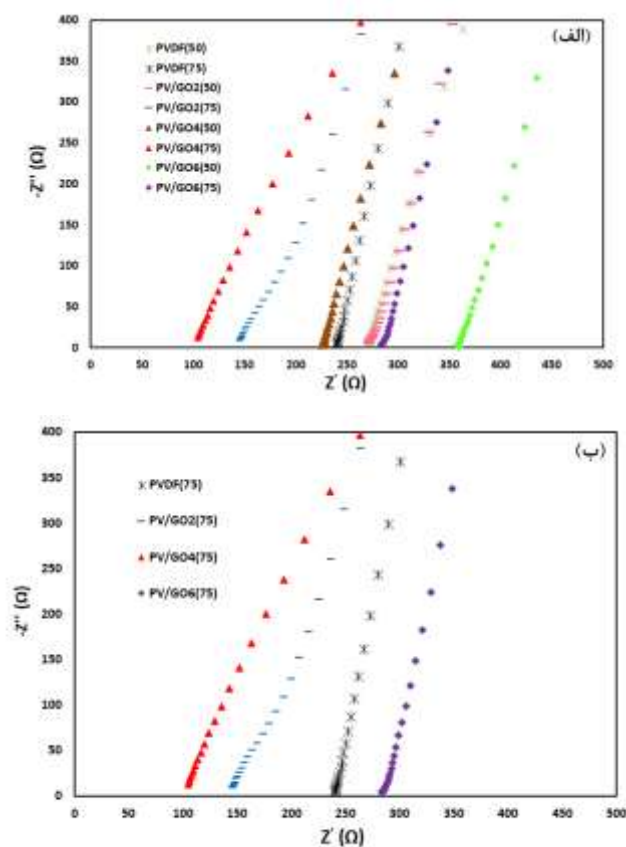 400
350
300
250
200
150
100
50
0
-Z'' (Ω)
(الف)
PVDF(50)
PVDF(75)
PV/GO2(50)
PV/GO2(75)
PV/GO4(50)
PV/GO4(75)
PV/GO6(50)
PV/GO6(75)
0 50 100 150 200 250 300 350 400 450 500
Z' (Ω)
400
350
300
250
200
150
100
50
0
-Z'' (Ω)
(ب)
PVDF(75)
PV/GO2(75)
PV/GO4(75)
PV/GO6(75)
0 50 100 150 200 250 300 350 400 450 500
Z' (Ω)